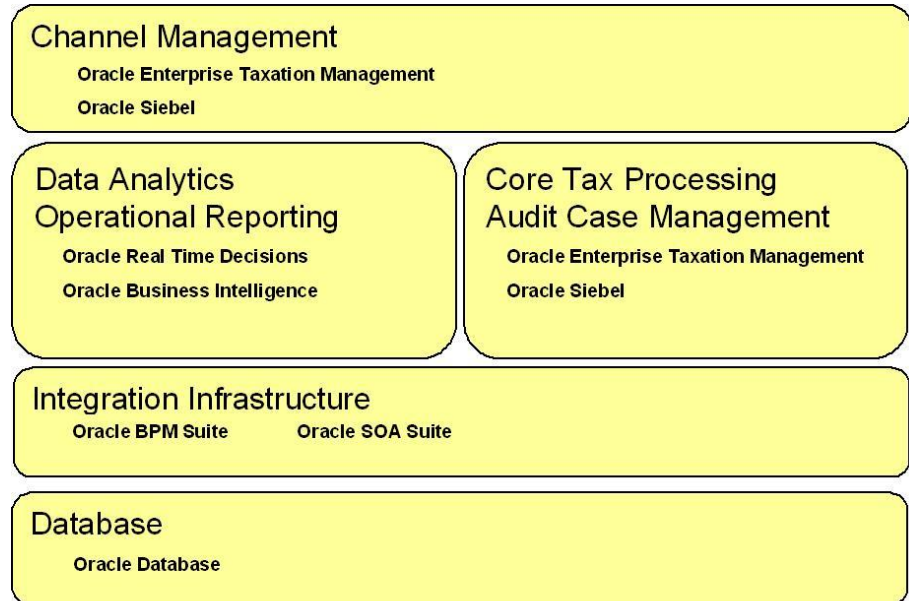 Channel Management
Oracle Enterprise Taxation Management
Oracle Siebel
Data Analytics
Operational Reporting
Oracle Real Time Decisions
Oracle Business Intelligence
Core Tax Processing
Audit Case Management
Oracle Enterprise Taxation Management
Oracle Siebel
Integration Infrastructure
Oracle BPM Suite Oracle SOA Suite
Database
Oracle Database